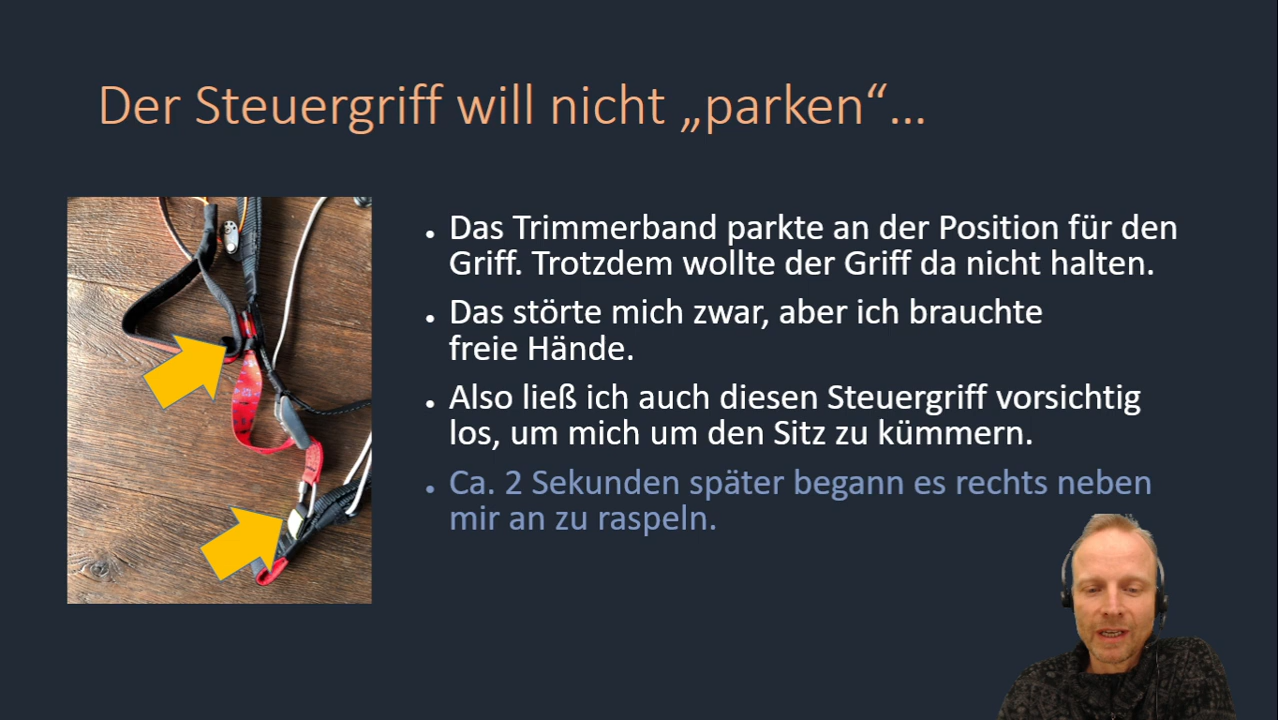 Der Steuergriff will nicht „parken“...
• Das Trimmerband parkte an der Position für den
Griff. Trotzdem wollte der Griff da nicht halten.
• Das störte mich zwar, aber ich brauchte
freie Hände.
• Also ließ ich auch diesen Steuergriff vorsichtig
los, um mich um den Sitz zu kümmern.
• Ca. 2 Sekunden später begann es rechts neben
mir an zu raspeln.